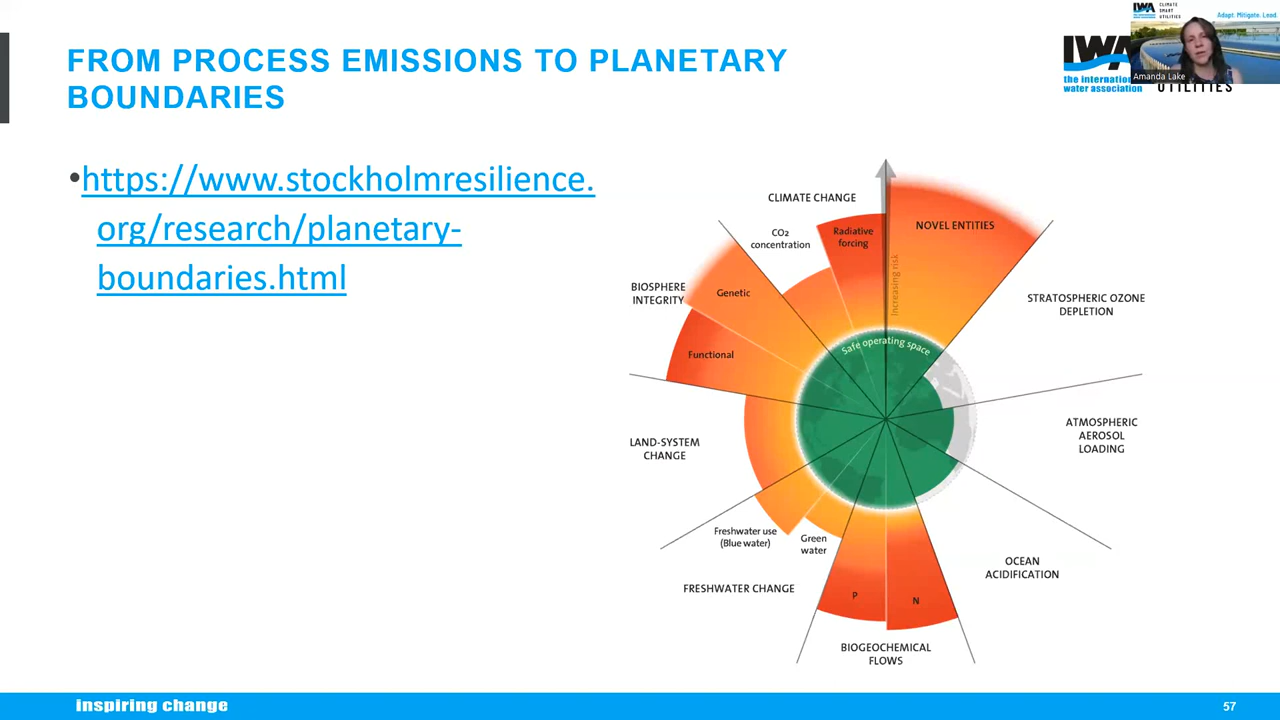 FROM PROCESS EMISSIONS TO PLANETARY
BOUNDARIES
IWA
the internation
water association
UTILITIES
IWA
CLIMATE
SMART
UTILITIES
Adapt. Mitigate. Lead.
Amanda Lake
•https://www.stockholmresilience.
org/research/planetary-
boundaries.html
CLIMATE CHANGE
CO2
concentration
Radiative
forcing
Increasing risk
NOVEL ENTITIES
STRATOSPHERIC OZONE
DEPLETION
ATMOSPHERIC
AEROSOL
LOADING
OCEAN
ACIDIFICATION
BIOGEOCHEMICAL
FLOWS
P
N
FRESHWATER CHANGE
Freshwater use
(Blue water)
Green
water
LAND-SYSTEM
CHANGE
BIOSPHERE
INTEGRITY
Genetic
Functional
Safe operating space
inspiring change
57